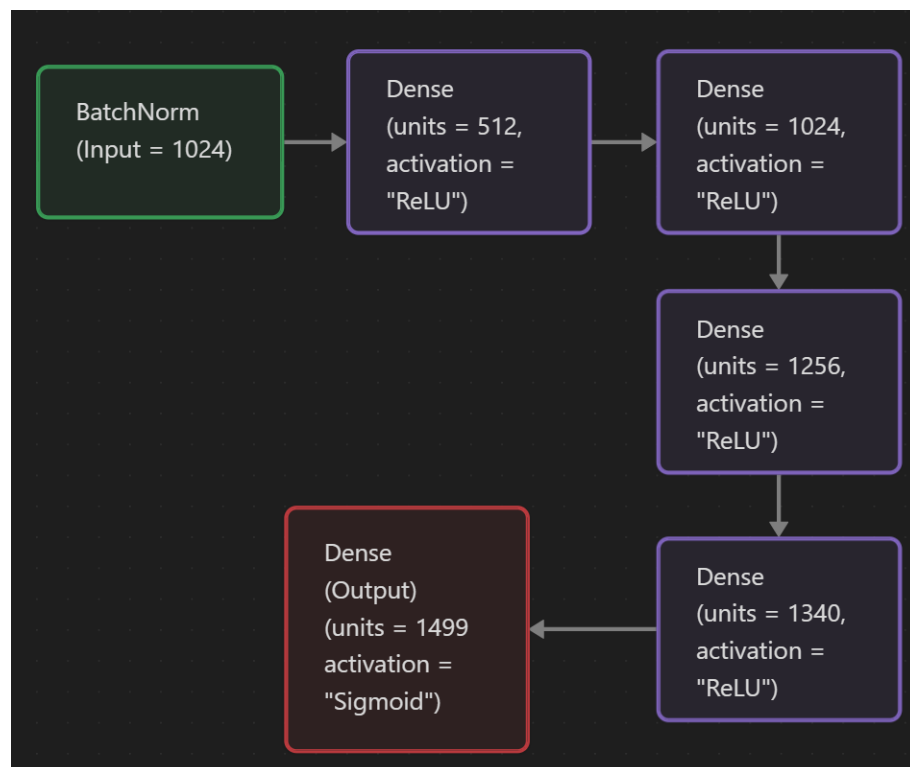 BatchNorm
(Input = 1024)
Dense
(units = 512,
activation =
"ReLU")
Dense
(units = 1024,
activation =
"ReLU")
Dense
(units = 1256,
activation =
"ReLU")
Dense
(units = 1340,
activation =
"ReLU")
Dense
(Output)
(units = 1499
activation =
"Sigmoid")